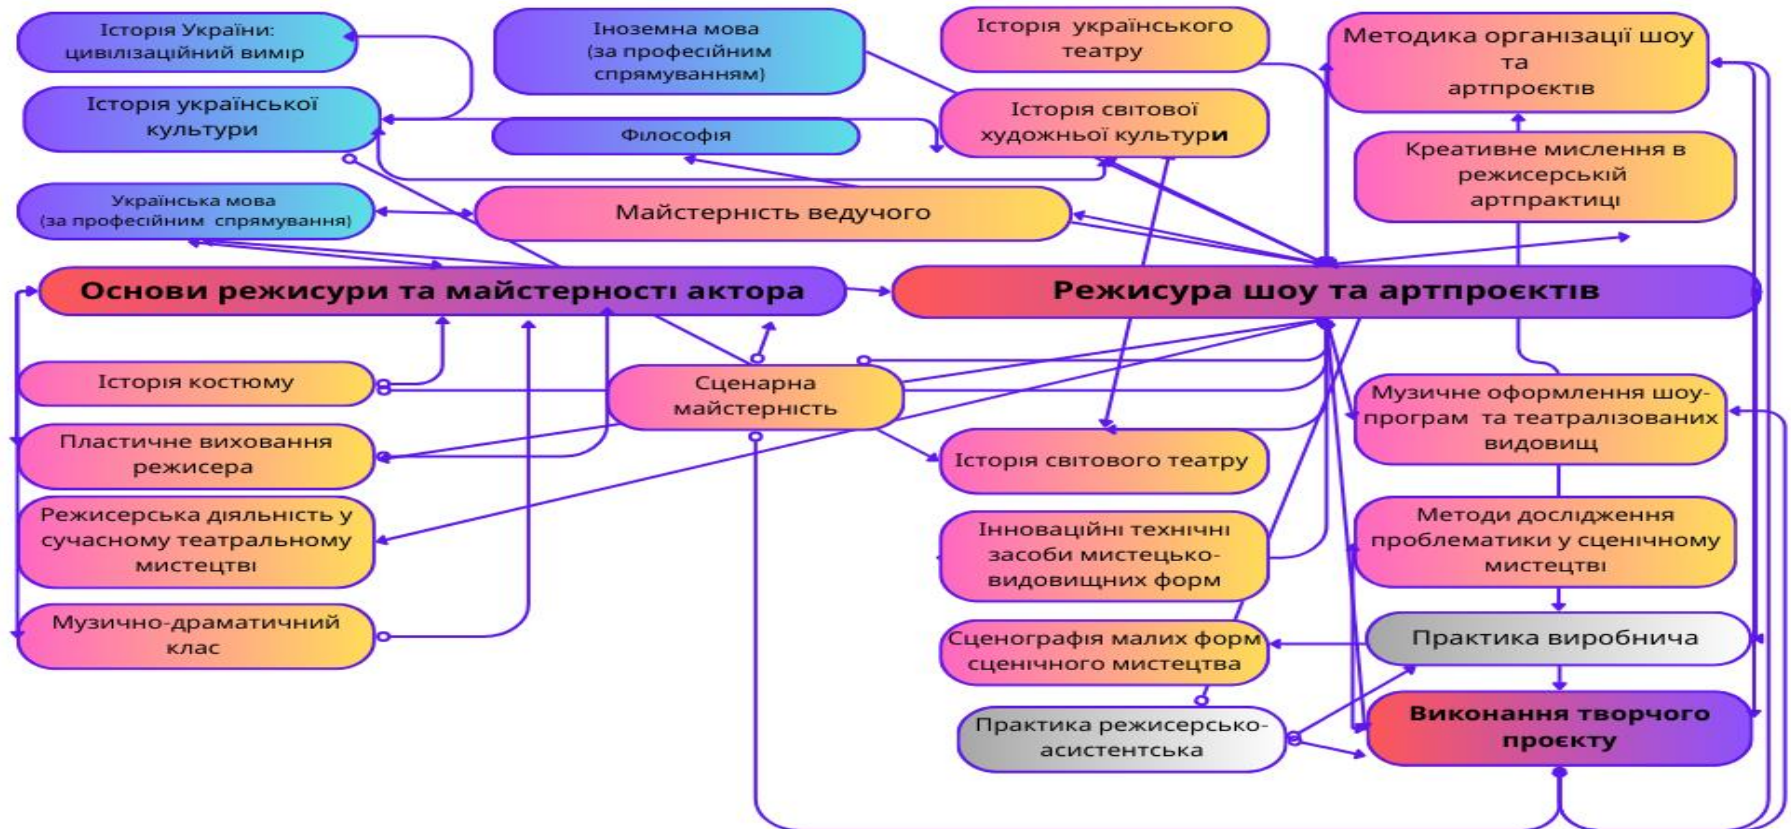 Історія України:
цивілізаційний вимір
Іноземна мова
(за професійним
спрямуванням)
Історія українського
театру
Методика організації шоу
та
артпроєктів
Історія української
культури
Філософія
Історія світової
художньої культури
Креативне мислення в
режисерській
артпрактиці
Українська мова
(за професійним спрямування)
Майстерність ведучого
Основи режисури та майстерності актора
Режисура шоу та артпроєктів
Історія костюму
Сценарна
майстерність
Музичне оформлення шоу-
програм та театралізованих
видовищ
Пластичне виховання
режисера
Історія світового театру
Режисерська діяльність у
сучасному театральному
мистецтві
Інноваційні технічні
засоби мистецько-
видовищних форм
Методи дослідження
проблематики у сценічному
мистецтві
Музично-драматичний
клас
Сценографія малих форм
сценічного мистецтва
Практика виробнича
Практика режисерсько-
асистентська
Виконання творчого
проєкту